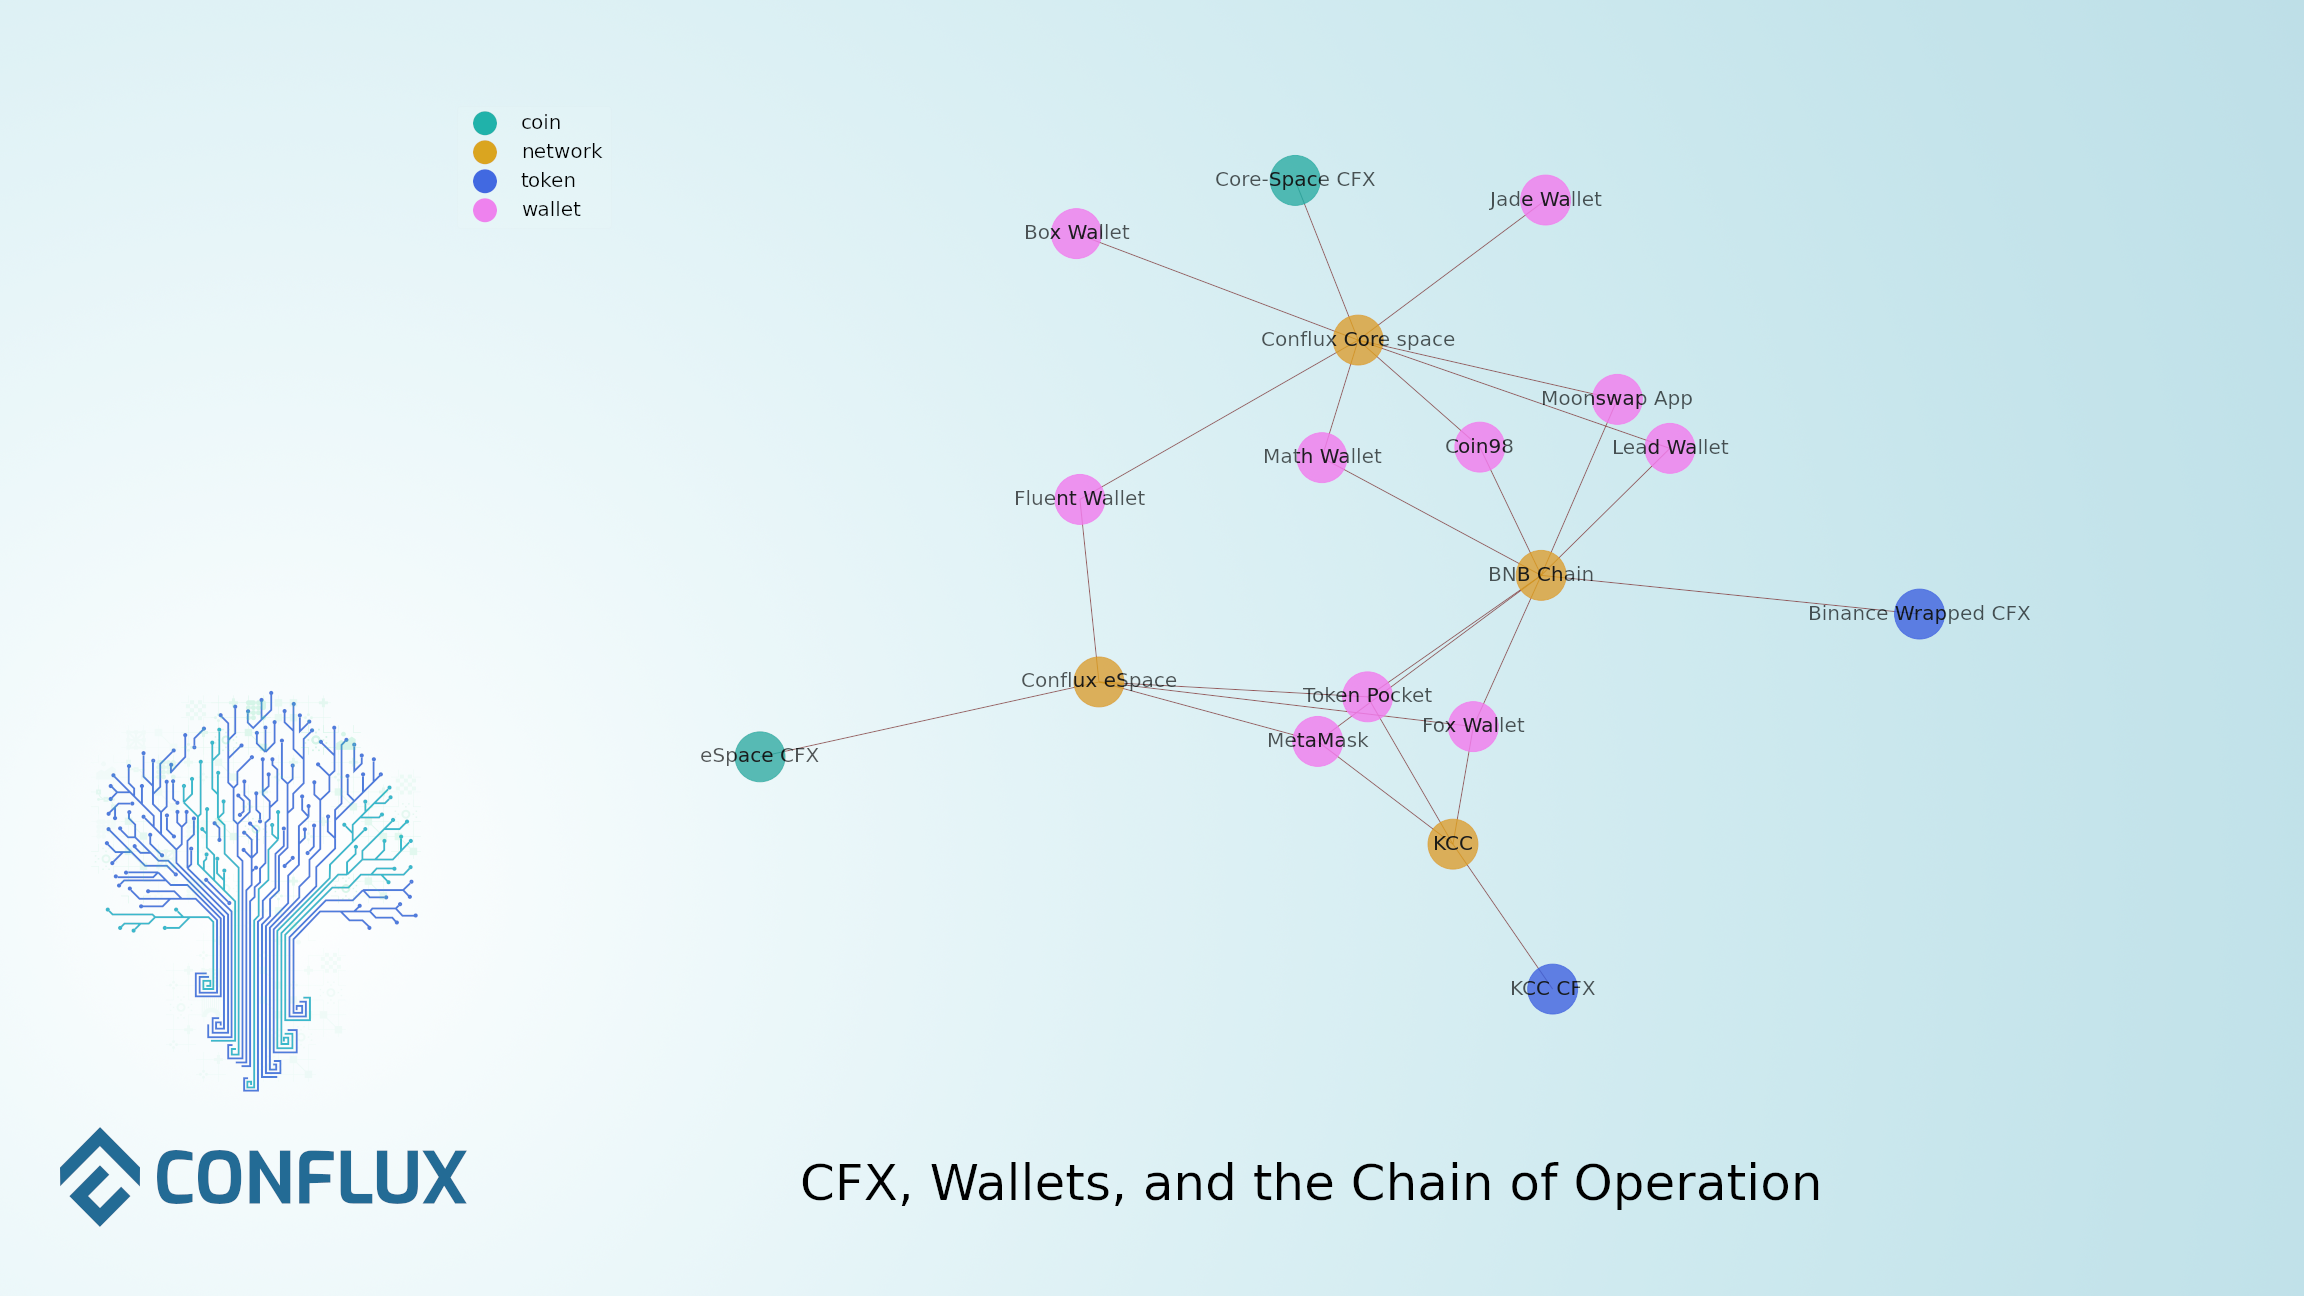 coin
network
token
wallet
Core-Space CFX
Jade Wallet
Box Wallet
Conflux Core space
Moonswap App
Coin98
Lead Wallet
Math Wallet
Fluent Wallet
BNB Chain
Binance Wrapped CFX
Conflux eSpace
Token Pocket
Fox Wallet
MetaMask
eSpace CFX
KCC
KCC CFX
CONFLUX
CFX, Wallets, and the Chain of Operation